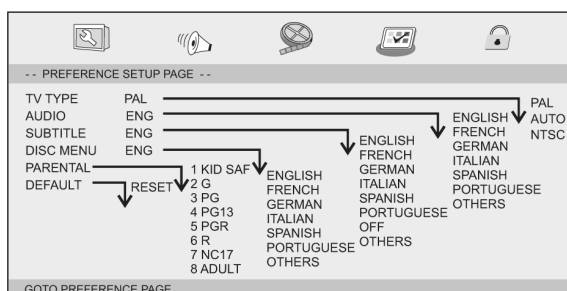 -- PREFERENCE SETUP PAGE --
TV TYPE PAL
AUDIO ENG
SUBTITLE ENG
DISC MENU ENG
PARENTAL
DEFAULT
RESET
1 KID SAF
2 G
3 PG
4 PG13
5 PGR
6 R
7 NC17
8 ADULT
ENGLISH
FRENCH
GERMAN
ITALIAN
SPANISH
PORTUGUESE
OTHERS
ENGLISH
FRENCH
GERMAN
ITALIAN
SPANISH
PORTUGUESE
OFF
OTHERS
ENGLISH
FRENCH
GERMAN
ITALIAN
SPANISH
PORTUGUESE
OTHERS
PAL
AUTO
NTSC
GOTO PREFERENCE PAGE